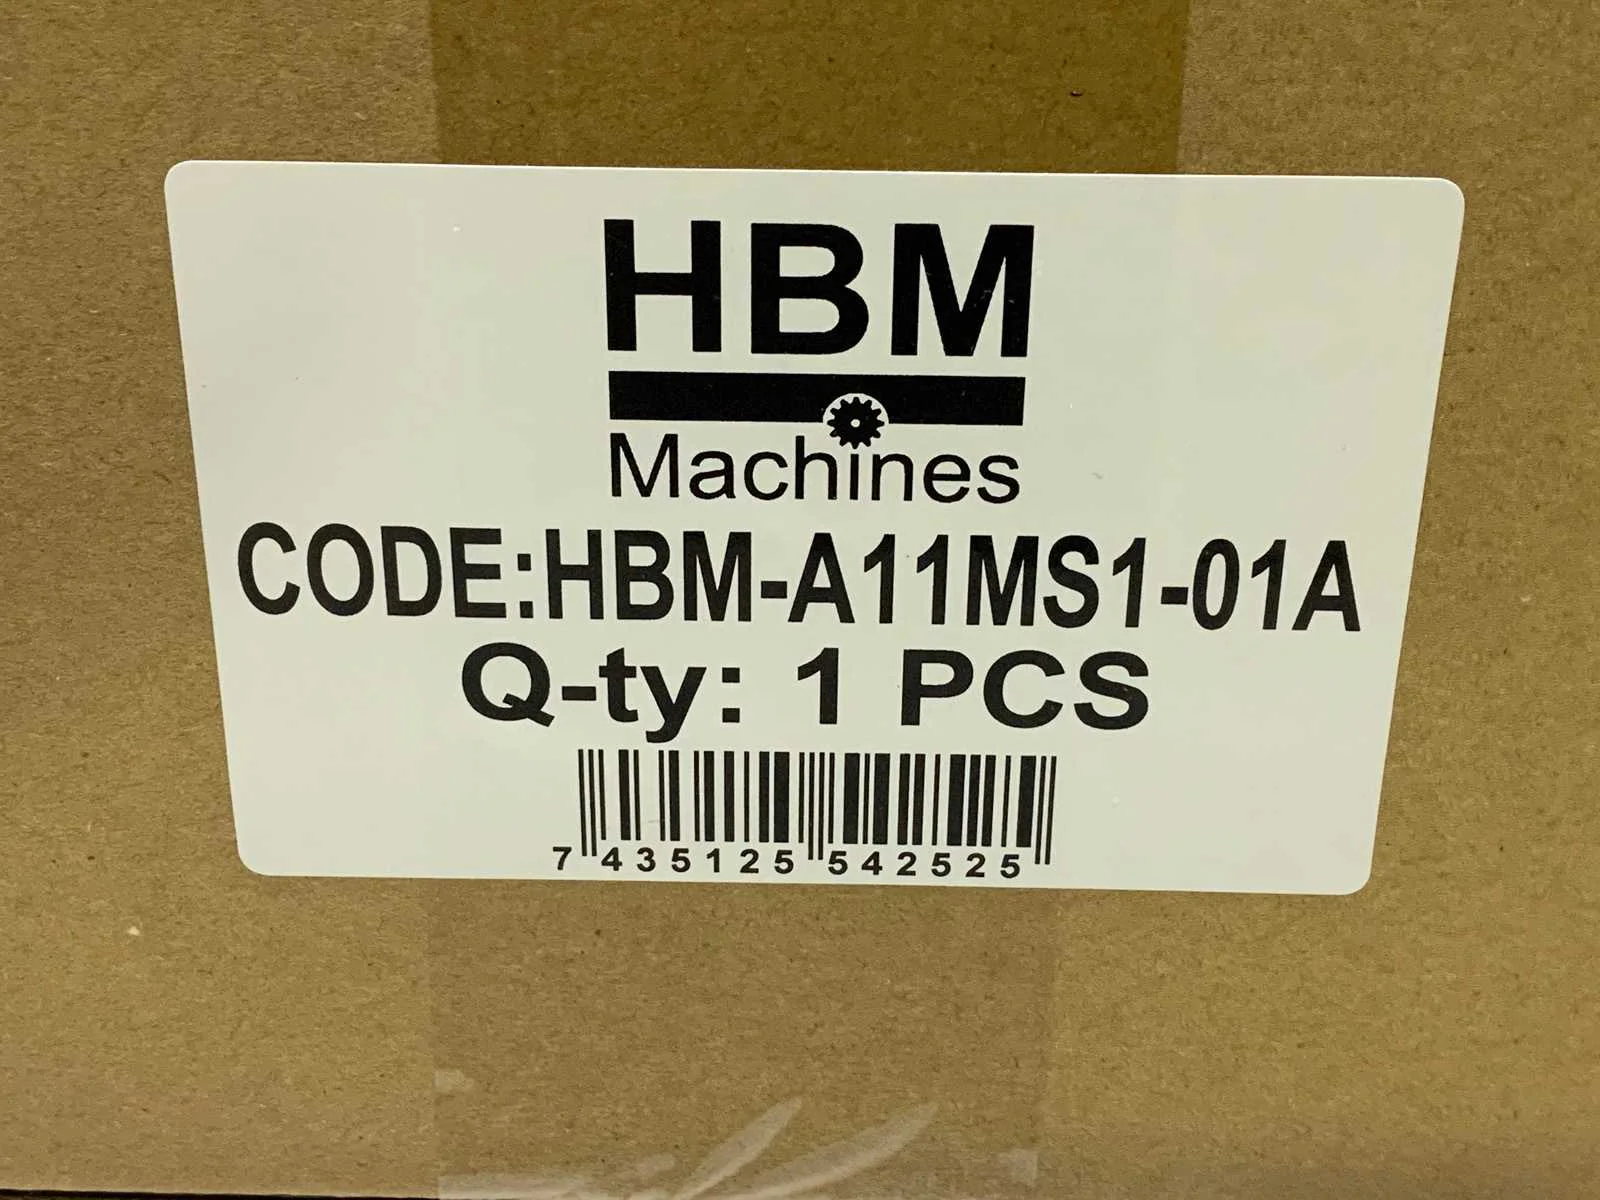 HBM
Machines
CODE:HBM-A11MS1-01A
Q-ty: 1 PCS
7 435125 542525